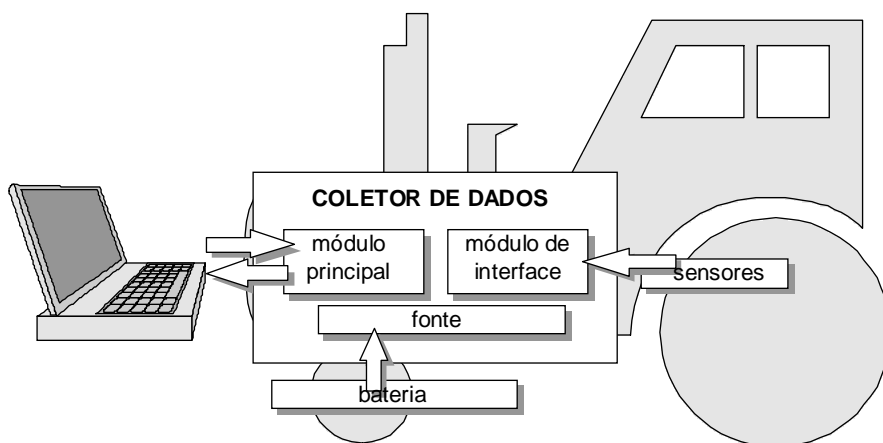 COLETOR DE DADOS
módulo
principal
módulo de
interface
sensores
fonte
bateria